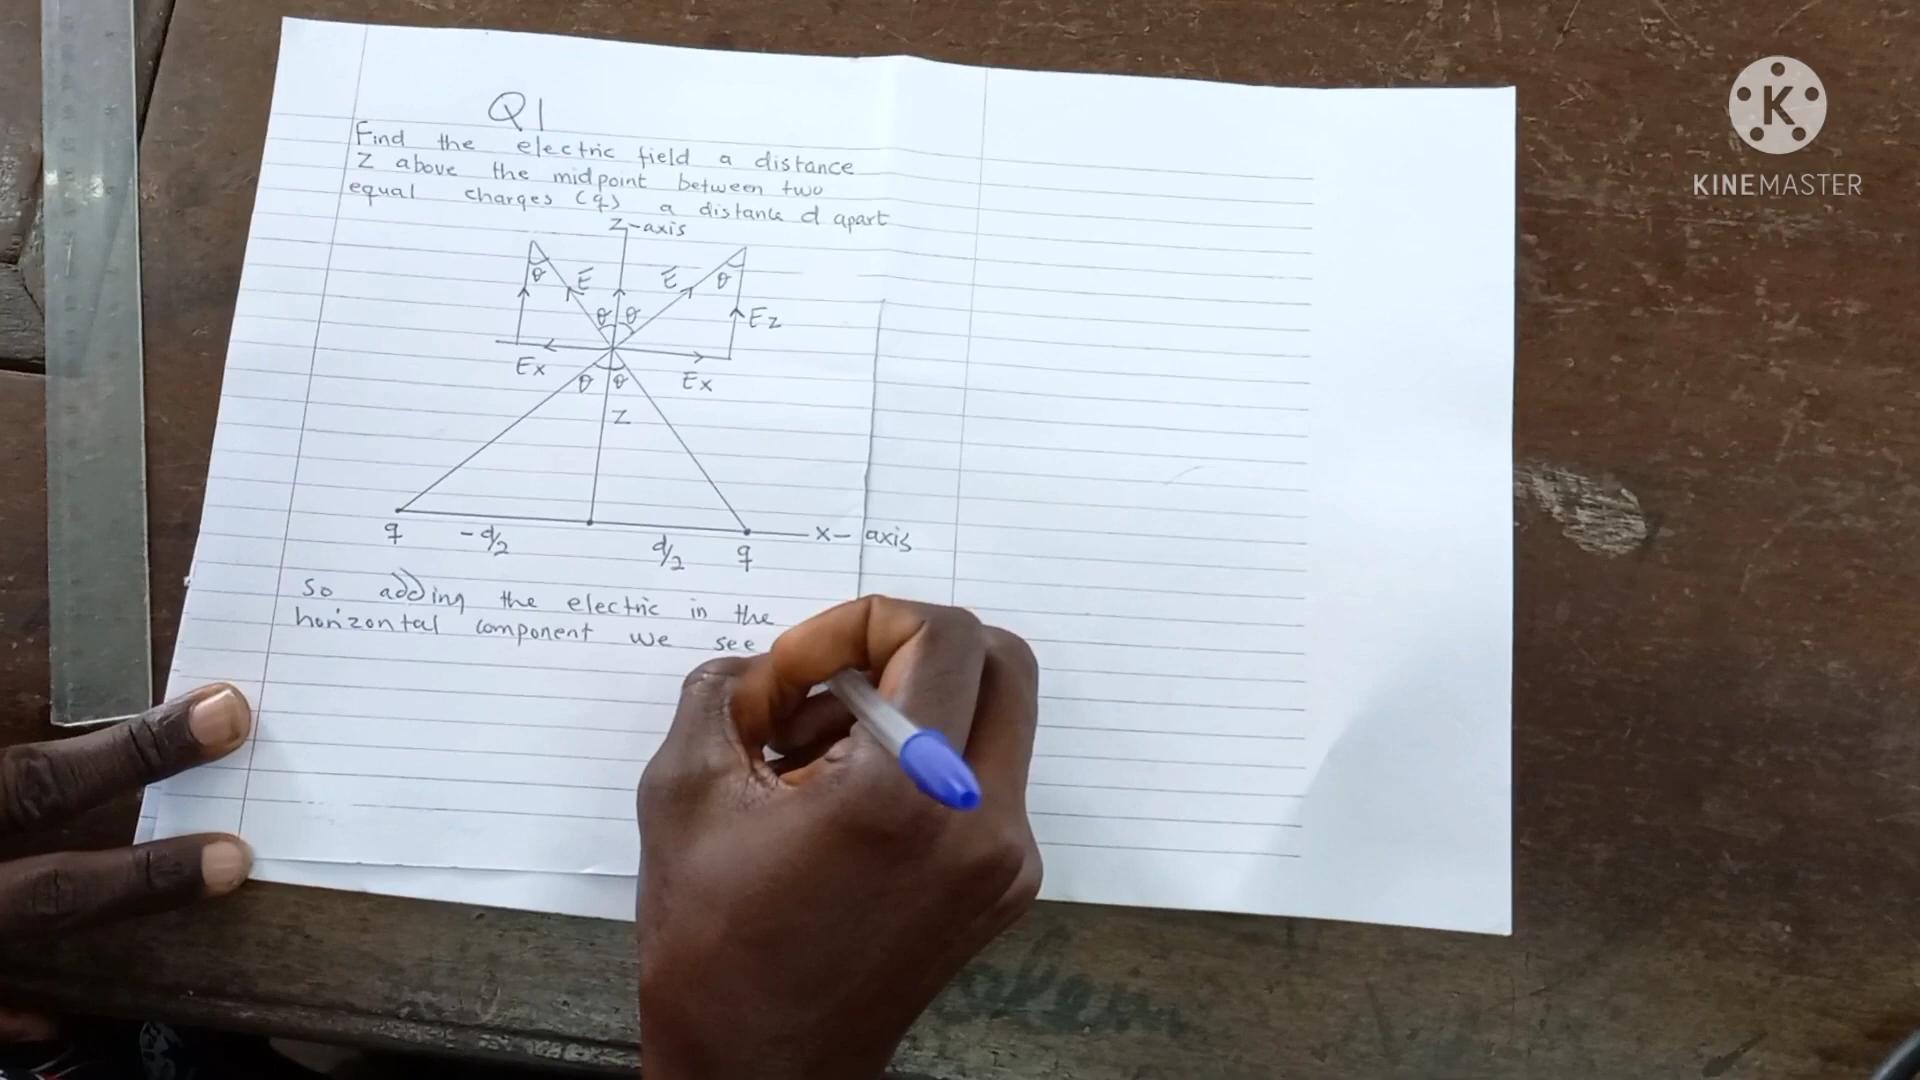 Q1
Find the electric field a distance
Z above the midpoint between two
equal charges (q) a distance d apart
Z-axis
θ E E θ
θ θ
Ez
Ex Ex
θ θ
Z
q -d/2 d/2 q x-axis
So adding the electric in the
horizontal component we see
K
KINEMASTER